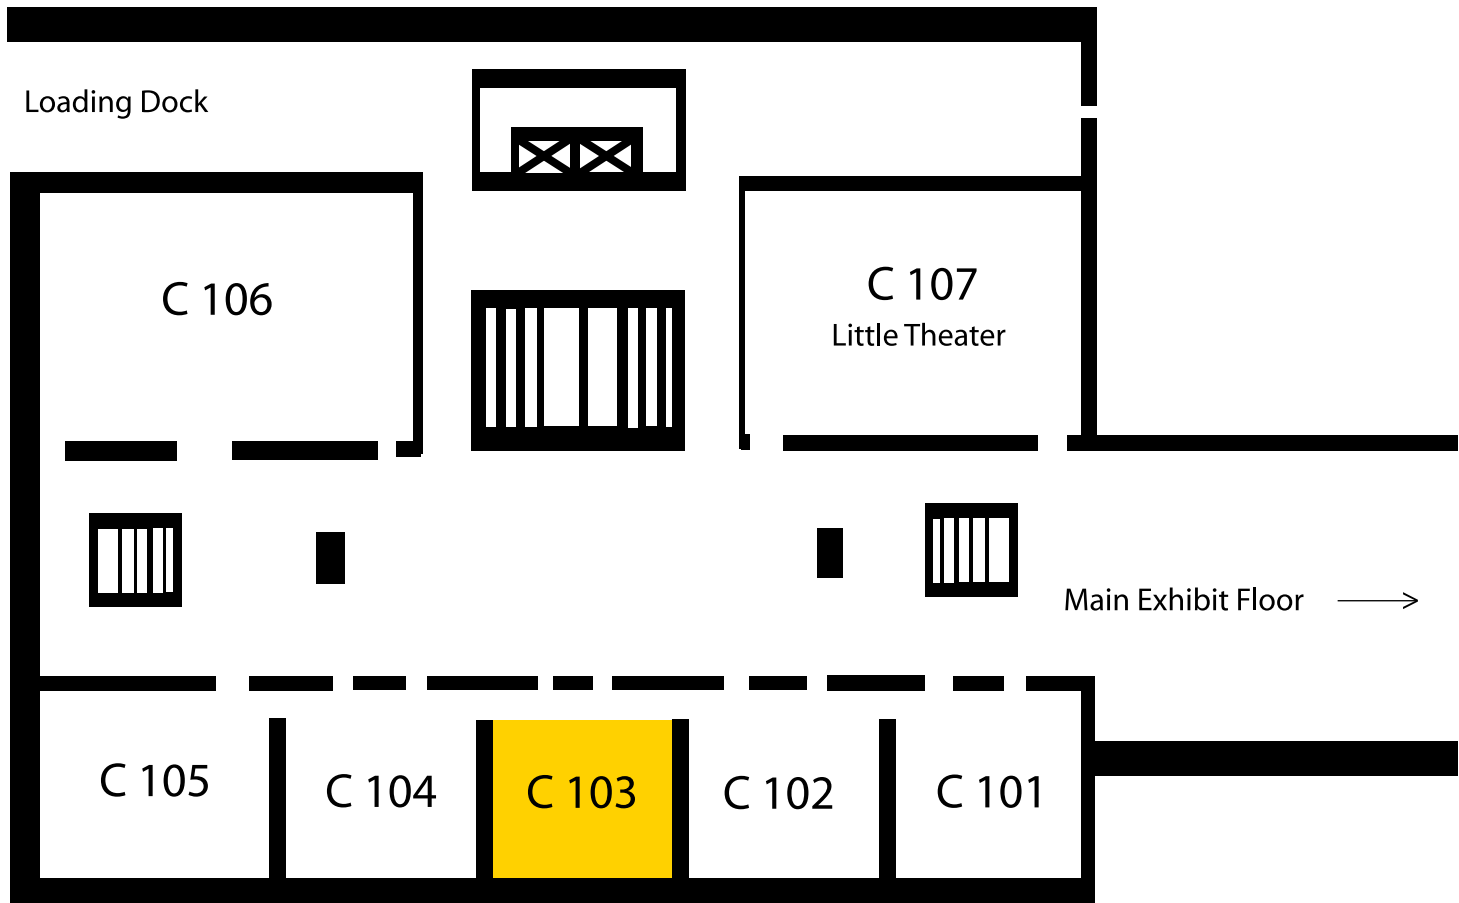 Loading Dock
C 106
C 107
Little Theater
Main Exhibit Floor
C 105
C 104
C 103
C 102
C 101